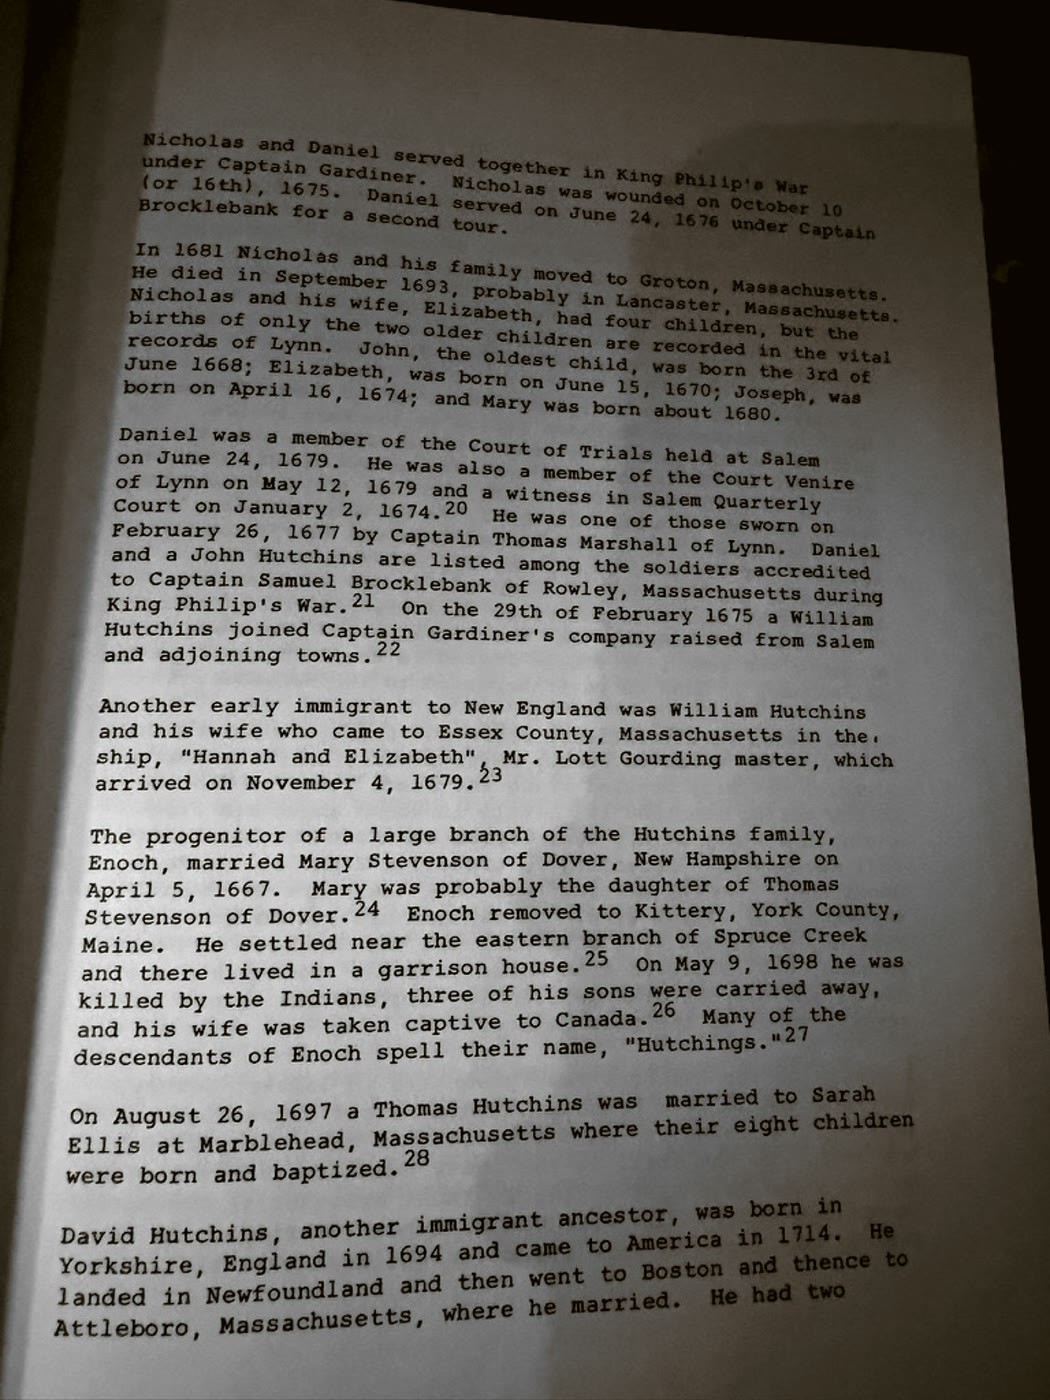 Nicholas and Daniel served together in King Philip's War
under Captain Gardiner.  Nicholas was wounded on October 10
(or 16th), 1675.  Daniel served on June 24, 1676 under Captain
Brocklebank for a second tour.

In 1681 Nicholas and his family moved to Groton, Massachusetts.
He died in September 1693, probably in Lancaster, Massachusetts.
Nicholas and his wife, Elizabeth, had four children, but the
births of only the two older children are recorded in the vital
records of Lynn.  John, the oldest child, was born the 3rd of
June 1668; Elizabeth, was born on June 15, 1670; Joseph, was
born on April 16, 1674; and Mary was born about 1680.

Daniel was a member of the Court of Trials held at Salem
on June 24, 1679.  He was also a member of the Court Venire
of Lynn on May 12, 1679 and a witness in Salem Quarterly
Court on January 2, 1674.20  He was one of those sworn on
February 26, 1677 by Captain Thomas Marshall of Lynn.  Daniel
and a John Hutchins are listed among the soldiers accredited
to Captain Samuel Brocklebank of Rowley, Massachusetts during
King Philip's War.21  On the 29th of February 1675 a William
Hutchins joined Captain Gardiner's company raised from Salem
and adjoining towns.22

Another early immigrant to New England was William Hutchins
and his wife who came to Essex County, Massachusetts in the
ship, "Hannah and Elizabeth", Mr. Lott Gourding master, which
arrived on November 4, 1679.23

The progenitor of a large branch of the Hutchins family,
Enoch, married Mary Stevenson of Dover, New Hampshire on
April 5, 1667.  Mary was probably the daughter of Thomas
Stevenson of Dover.24  Enoch removed to Kittery, York County,
Maine.  He settled near the eastern branch of Spruce Creek
and there lived in a garrison house.25  On May 9, 1698 he was
killed by the Indians, three of his sons were carried away,
and his wife was taken captive to Canada.26  Many of the
descendants of Enoch spell their name, "Hutchings."27

On August 26, 1697 a Thomas Hutchins was  married to Sarah
Ellis at Marblehead, Massachusetts where their eight children
were born and baptized.28

David Hutchins, another immigrant ancestor, was born in
Yorkshire, England in 1694 and came to America in 1714.  He
landed in Newfoundland and then went to Boston and thence to
Attleboro, Massachusetts, where he married.  He had two